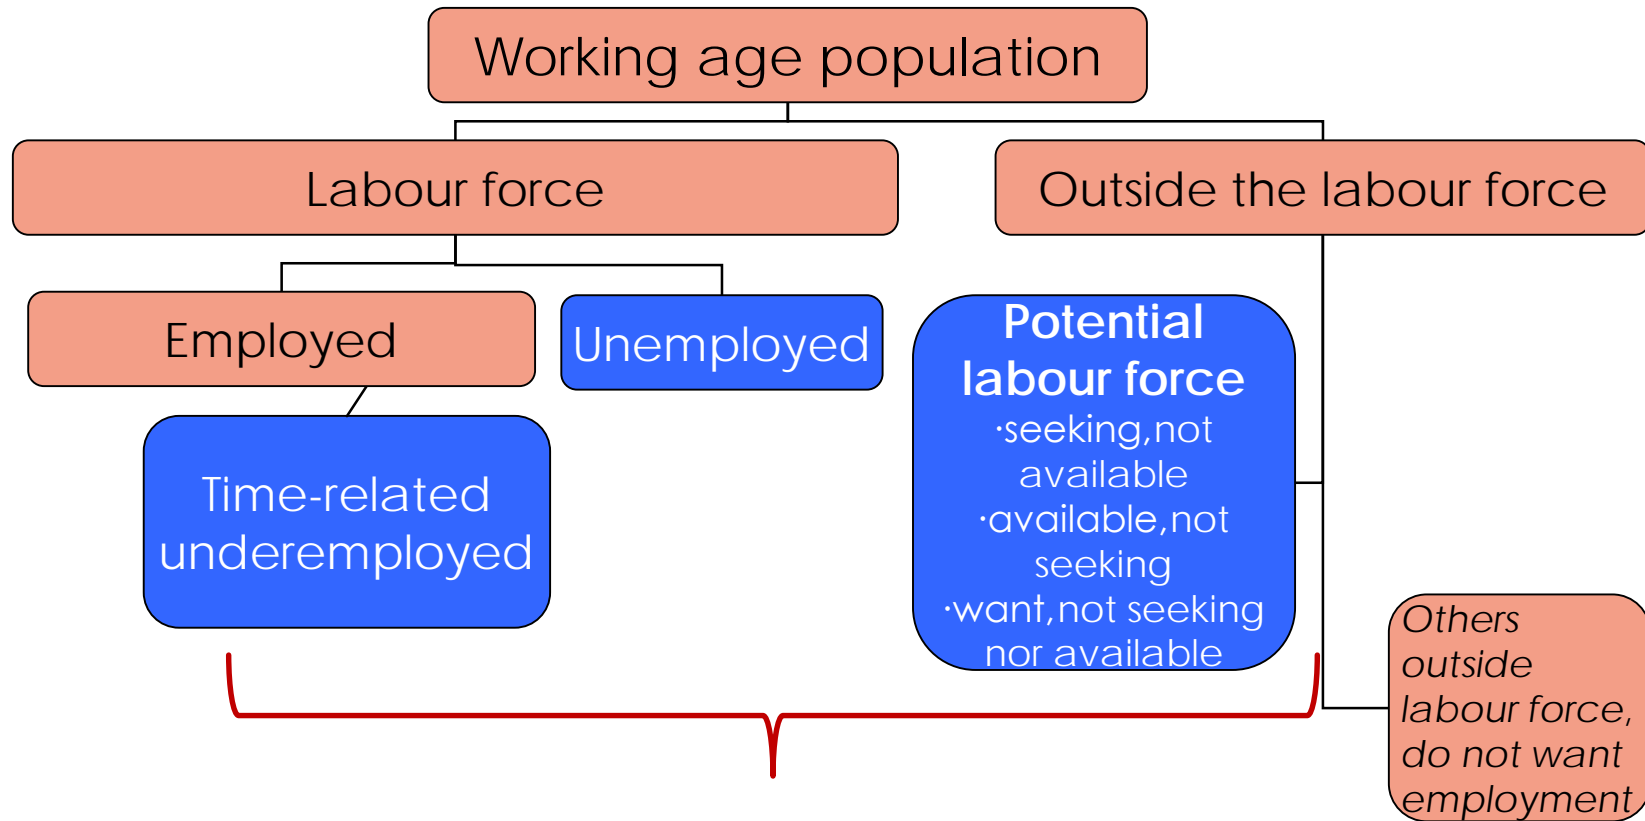 Working age population
Labour force
Outside the labour force
Employed
Unemployed
Time-related
underemployed
Potential
labour force
·seeking,not
available
·available,not
seeking
·want,not seeking
nor available
Others
outside
labour force,
do not want
employment